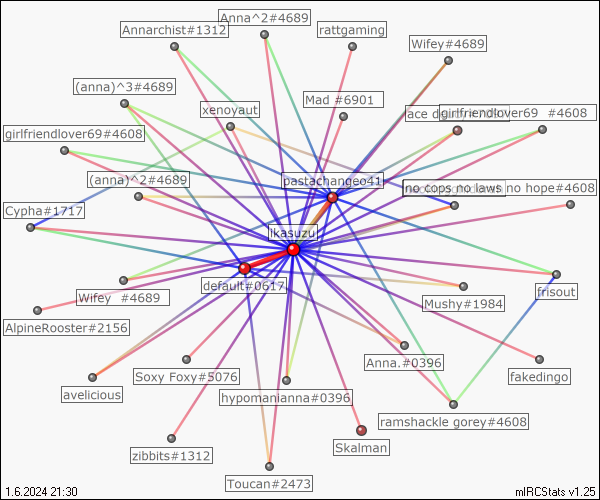 Anna^2#4689
Annarchist#1312
rattgaming
Wifey#4689
(anna)^3#4689
Mad #6901
xenoyaut
ace d
girlfriendlover69 #4608
girlfriendlover69#4608
(anna)^2#4689
pastachangeo41
no cops no laws no hope#4608
Cypha#1717
ikasuzu
default#0617
frisout
Wifey #4689
Mushy#1984
AlpineRooster#2156
Anna.#0396
fakedingo
Soxy Foxy#5076
avelicious
hypomanianna#0396
ramshackle gorey#4608
Skalman
zibbits#1312
Toucan#2473
1.6.2024 21:30
mIRCStats v1.25